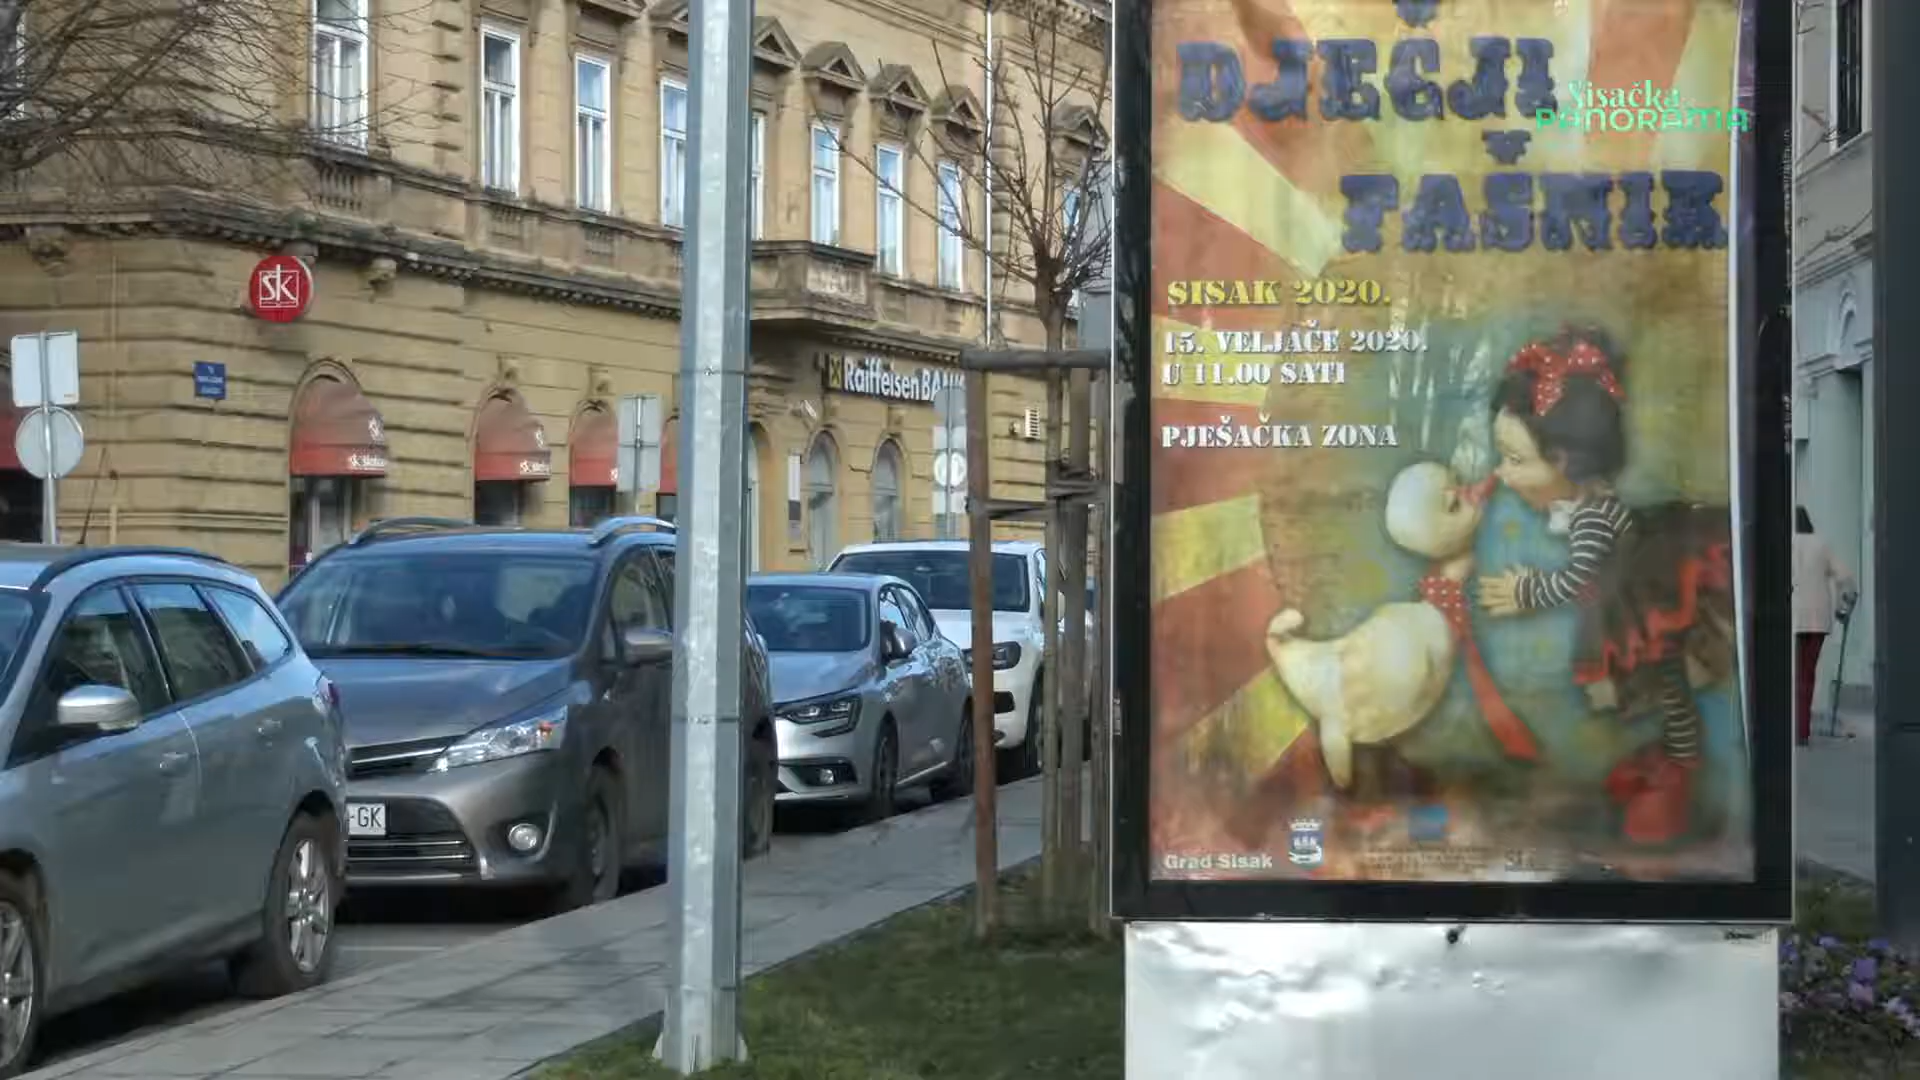 DJEČJI
FAŠNIK
Sisačka
PANORAMA
SISAK 2020.
15. VELJAČE 2020.
U 11.00 SATI
PJEŠAČKA ZONA
Grad Sisak
Raiffeisen BANK
SK
-GK